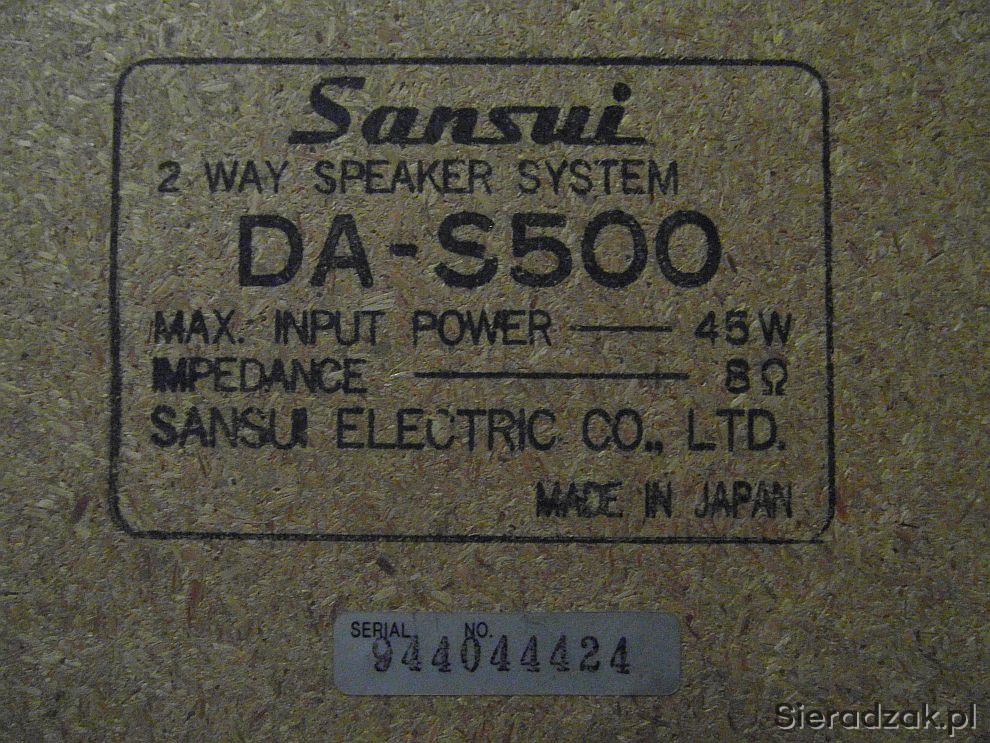 Sansui
2 WAY SPEAKER SYSTEM
DA-S500
MAX. INPUT POWER — 45W
IMPEDANCE — 8Ω
SANSUI ELECTRIC CO., LTD.
MADE IN JAPAN
SERIAL NO.
944044424
Sieradzak.pl